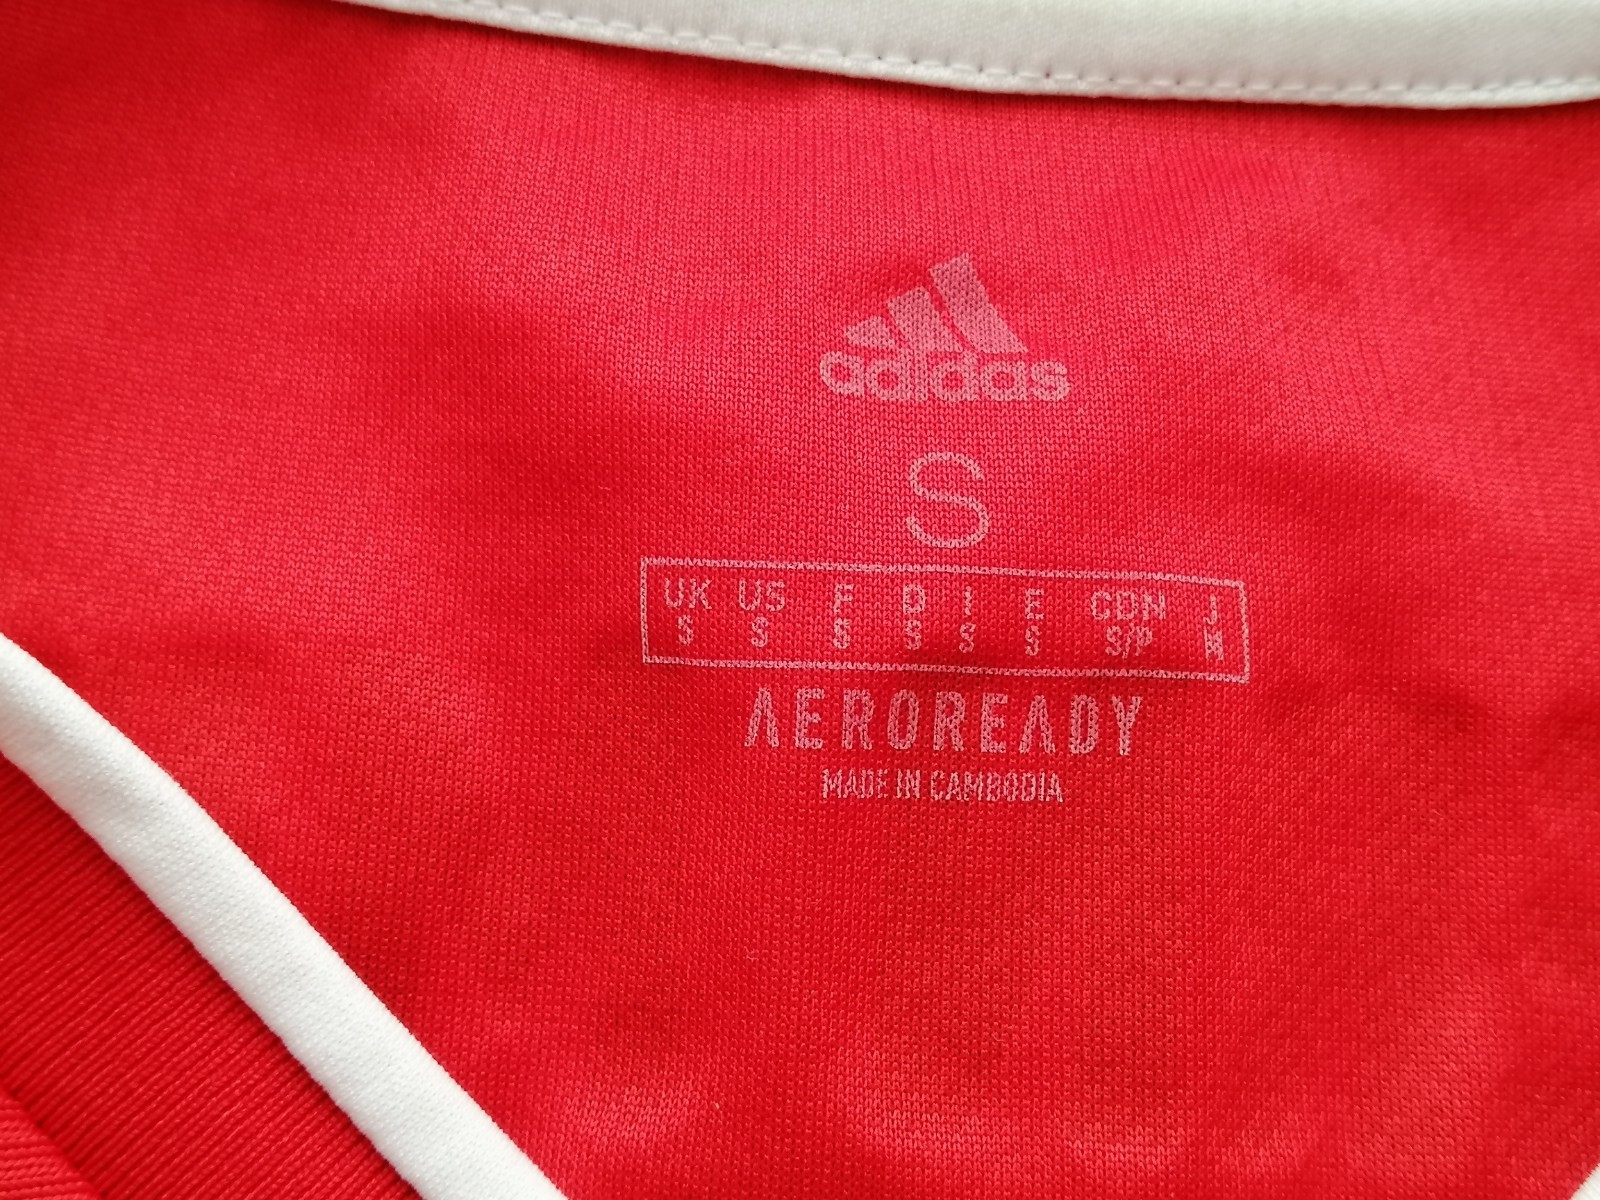 adidas
S
UK US F D I E CDN J
S S S S S S S/P M
AEROREADY
MADE IN CAMBODIA